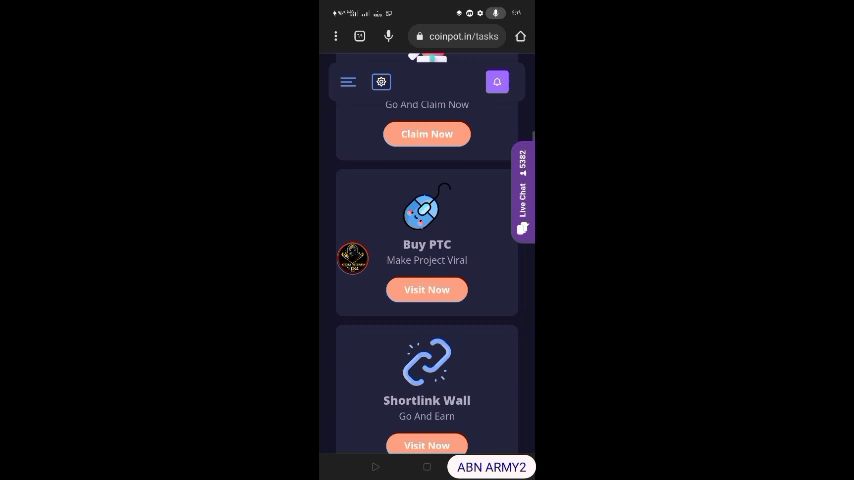 coinpot.in/tasks
Go And Claim Now
Claim Now
Live Chat 5382
Buy PTC
Make Project Viral
Visit Now
Shortlink Wall
Go And Earn
Visit Now
ABN ARMY2